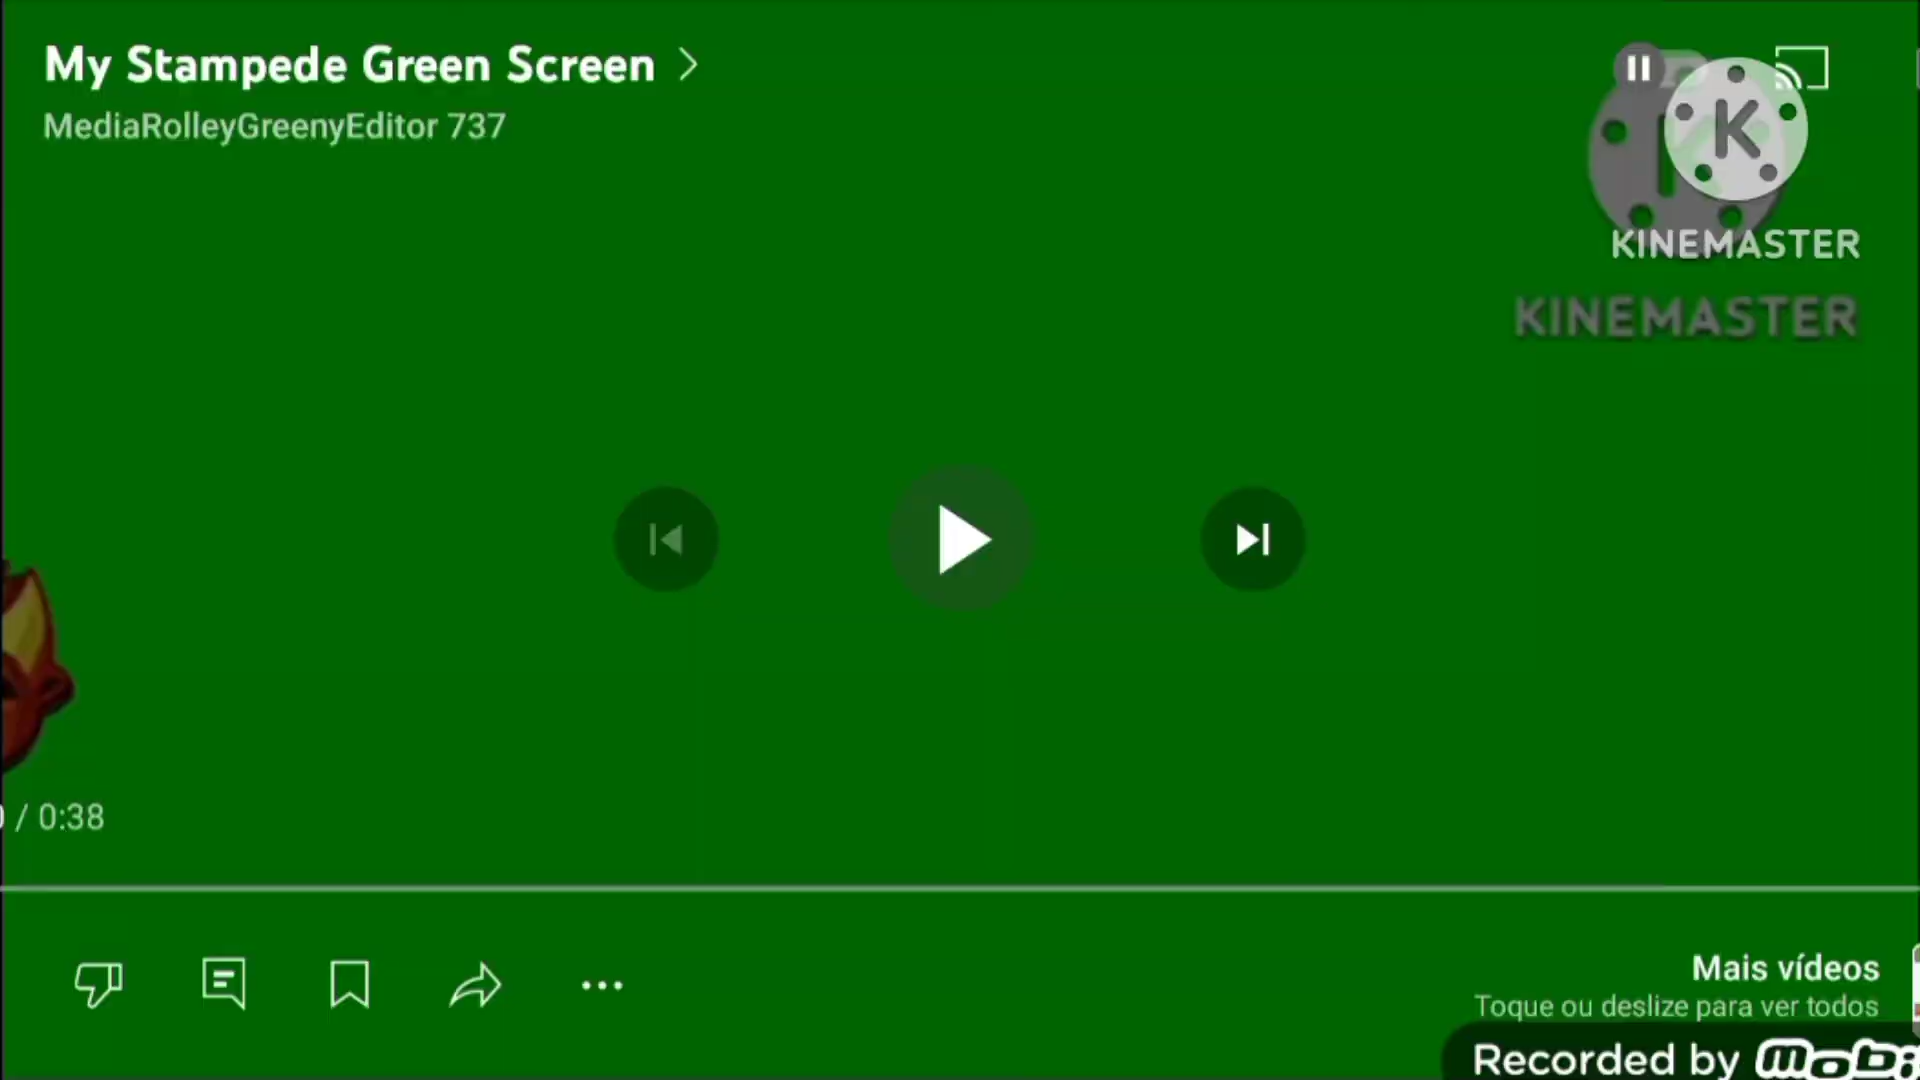 My Stampede Green Screen
MediaRolleyGreenyEditor 737
K
KINEMASTER
KINEMASTER
/ 0:38
Mais vídeos
Toque ou deslize para ver todos
Recorded by